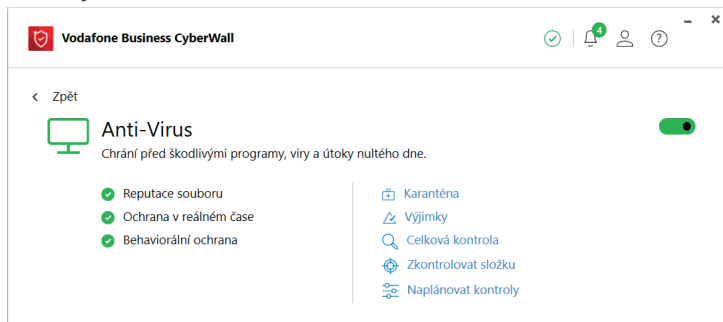 Vodafone Business CyberWall
4
Zpět
Anti-Virus
Chrání před škodlivými programy, viry a útoky nultého dne.
Reputace souboru
Ochrana v reálném čase
Behaviorální ochrana
Karanténa
Výjimky
Celková kontrola
Zkontrolovat složku
Naplánovat kontroly